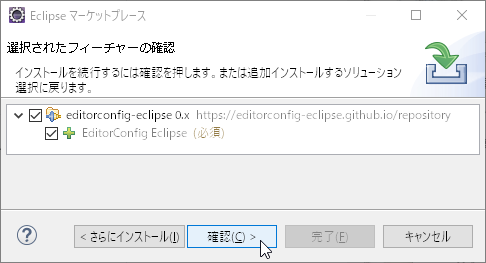 Eclipse マーケットプレース
選択されたフィーチャーの確認
インストールを続行するには確認を押します。または追加インストールするソリューション
選択に戻ります。
editorconfig-eclipse 0.x https://editorconfig-eclipse.github.io/repository
EditorConfig Eclipse (必須)
< さらにインストール(I) 確認(C) > 完了(F) キャンセル